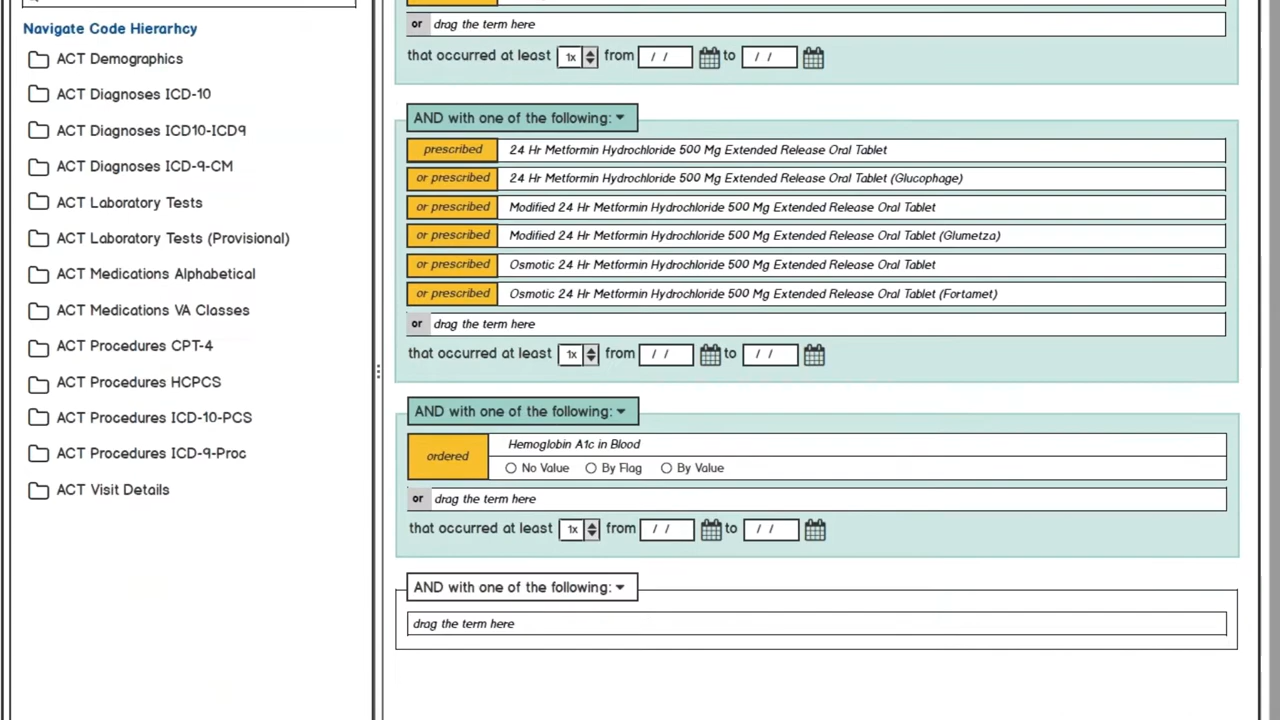 Navigate Code Hierarhcy
ACT Demographics
ACT Diagnoses ICD-10
ACT Diagnoses ICD10-ICD9
ACT Diagnoses ICD-9-CM
ACT Laboratory Tests
ACT Laboratory Tests (Provisional)
ACT Medications Alphabetical
ACT Medications VA Classes
ACT Procedures CPT-4
ACT Procedures HCPCS
ACT Procedures ICD-10-PCS
ACT Procedures ICD-9-Proc
ACT Visit Details
or drag the term here
that occurred at least 1x from / / to / /
AND with one of the following:
prescribed 24 Hr Metformin Hydrochloride 500 Mg Extended Release Oral Tablet
or prescribed 24 Hr Metformin Hydrochloride 500 Mg Extended Release Oral Tablet (Glucophage)
or prescribed Modified 24 Hr Metformin Hydrochloride 500 Mg Extended Release Oral Tablet
or prescribed Modified 24 Hr Metformin Hydrochloride 500 Mg Extended Release Oral Tablet (Glumetza)
or prescribed Osmotic 24 Hr Metformin Hydrochloride 500 Mg Extended Release Oral Tablet
or prescribed Osmotic 24 Hr Metformin Hydrochloride 500 Mg Extended Release Oral Tablet (Fortamet)
or drag the term here
that occurred at least 1x from / / to / /
AND with one of the following:
ordered Hemoglobin A1c in Blood
No Value By Flag By Value
or drag the term here
that occurred at least 1x from / / to / /
AND with one of the following:
drag the term here